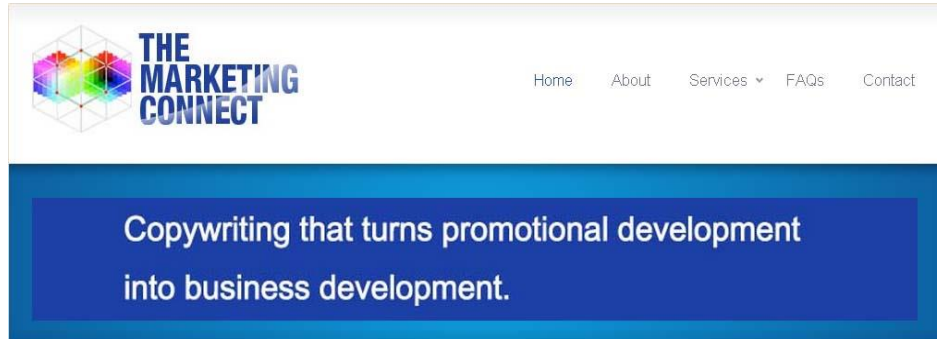 THE
MARKETING
CONNECT
Home About Services FAQs Contact
Copywriting that turns promotional development
into business development.